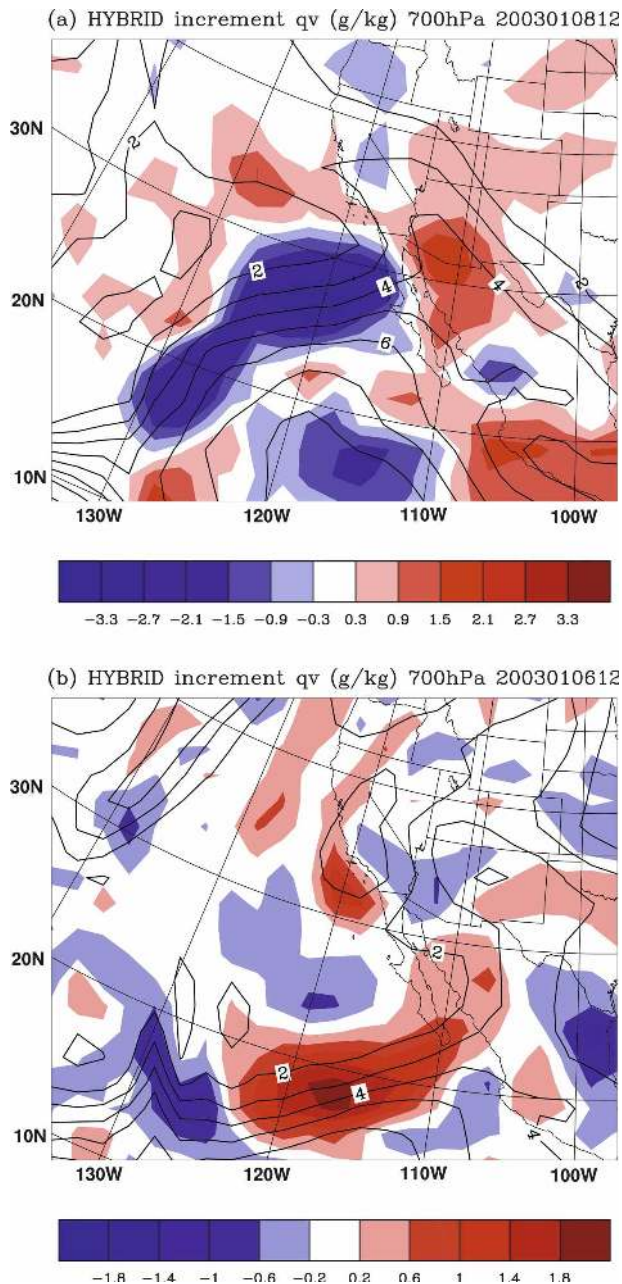 (a) HYBRID increment qv (g/kg) 700hPa 2003010812
30N
20N
10N
2
2
4
6
4
2
130W 120W 110W 100W
−3.3 −2.7 −2.1 −1.5 −0.9 −0.3 0.3 0.9 1.5 2.1 2.7 3.3
(b) HYBRID increment qv (g/kg) 700hPa 2003010612
30N
20N
10N
2
2
4
4
130W 120W 110W 100W
−1.8 −1.4 −1 −0.6 −0.2 0.2 0.6 1 1.4 1.8